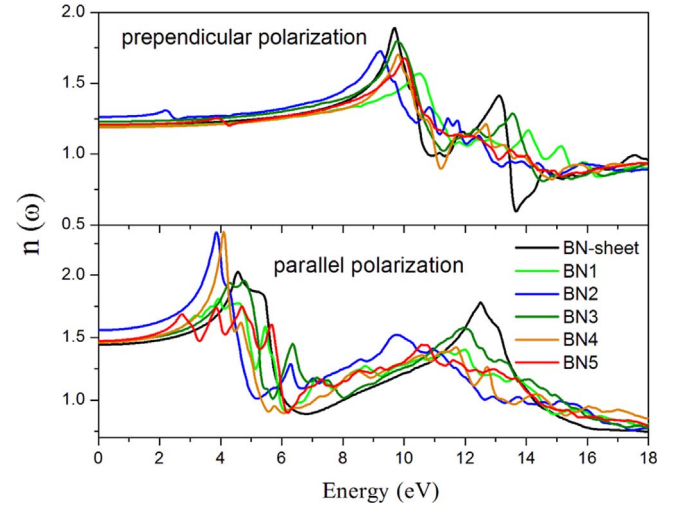 2.0
prependicular polarization
1.5
1.0
0.5
n (ω)
parallel polarization
BN-sheet
BN1
BN2
BN3
BN4
BN5
2.0
1.5
1.0
0 2 4 6 8 10 12 14 16 18
Energy (eV)